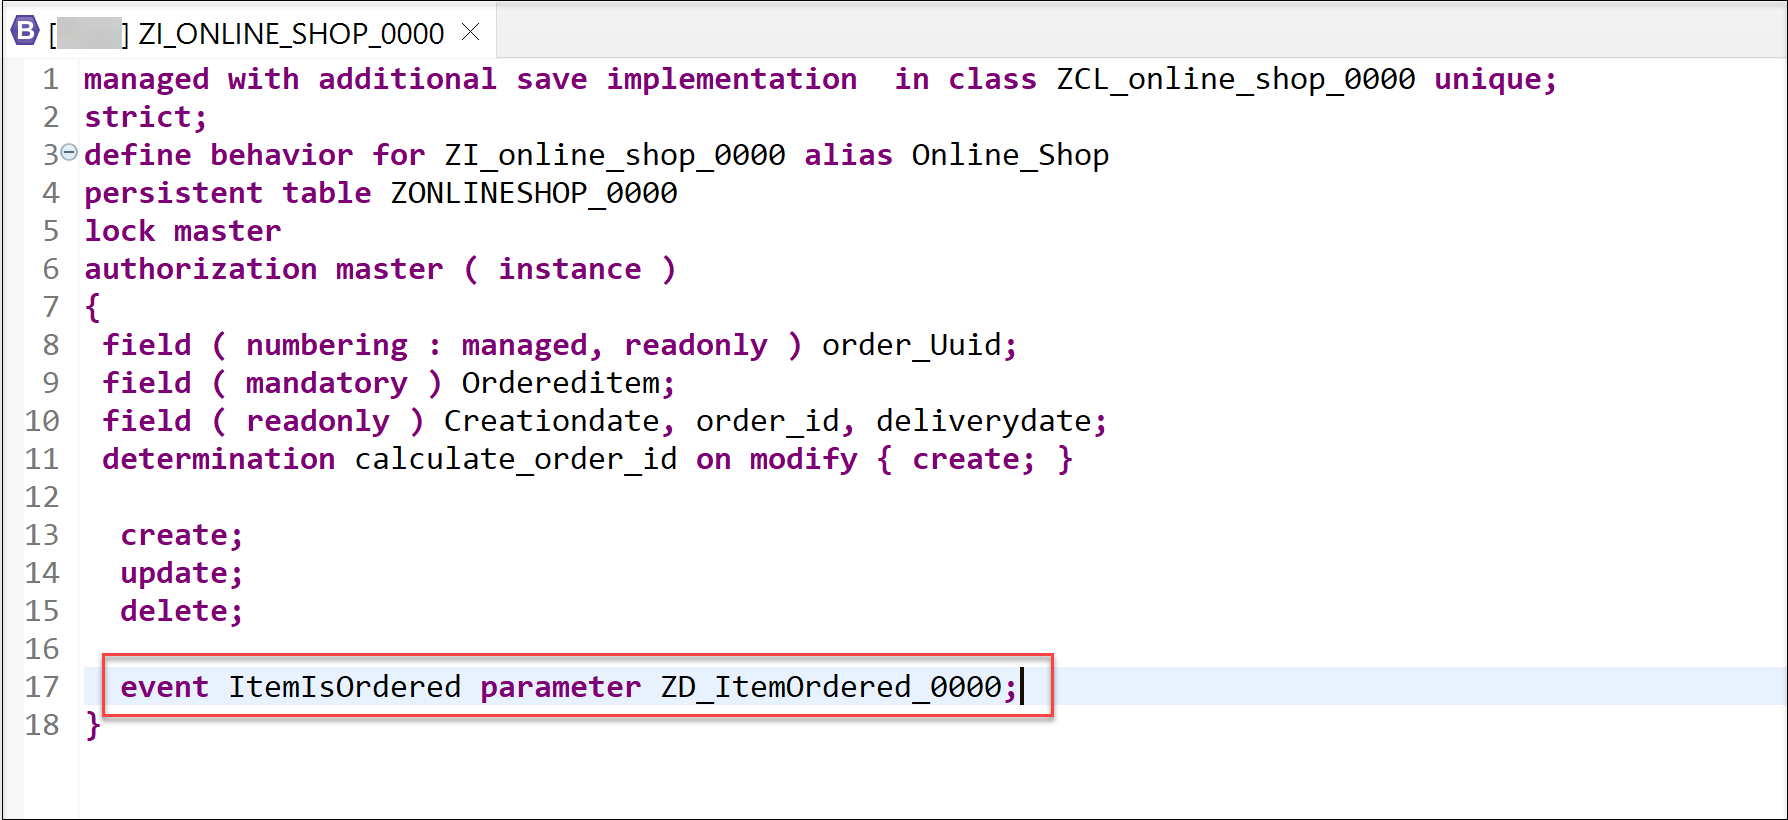 B [ ] ZI_ONLINE_SHOP_0000
1 managed with additional save implementation  in class ZCL_online_shop_0000 unique;
2 strict;
3 define behavior for ZI_online_shop_0000 alias Online_Shop
4 persistent table ZONLINESHOP_0000
5 lock master
6 authorization master ( instance )
7 {
8  field ( numbering : managed, readonly ) order_Uuid;
9  field ( mandatory ) Ordereditem;
10  field ( readonly ) Creationdate, order_id, deliverydate;
11  determination calculate_order_id on modify { create; }
12
13   create;
14   update;
15   delete;
16
17   event ItemIsOrdered parameter ZD_ItemOrdered_0000;
18 }